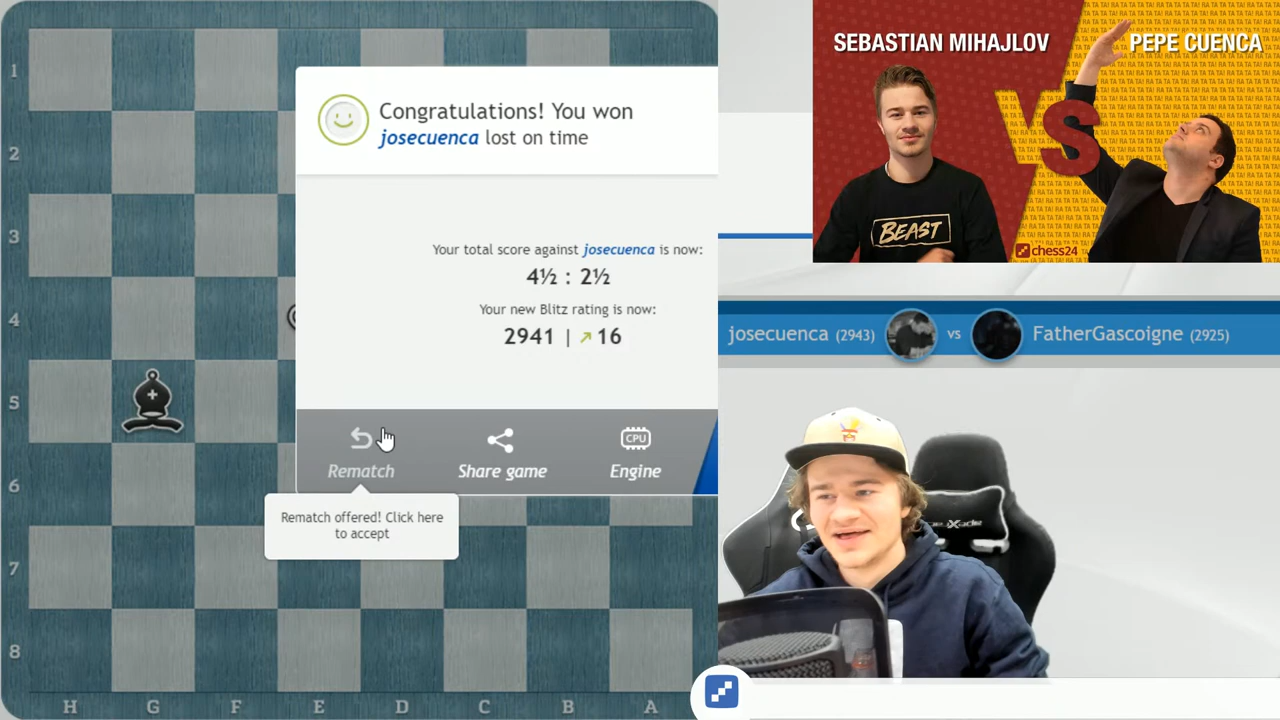 1
2
3
4
5
6
7
8
H G F E D C B A
Congratulations! You won
josecuenca lost on time
Your total score against josecuenca is now:
4½ : 2½
Your new Blitz rating is now:
2941 | ↗ 16
Rematch
Share game
CPU
Engine
Rematch offered! Click here
to accept
SEBASTIAN MIHAJLOV
PEPE CUENCA
VS
BEAST
chess24
josecuenca (2943) vs FatherGascoigne (2925)